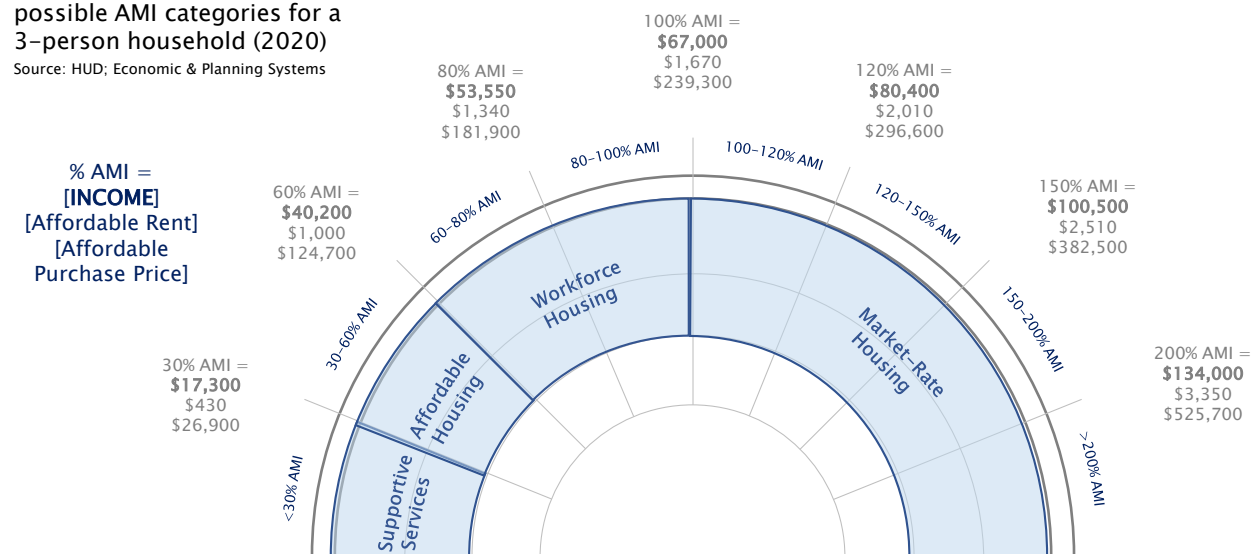 possible AMI categories for a
3-person household (2020)
Source: HUD; Economic & Planning Systems
% AMI =
[INCOME]
[Affordable Rent]
[Affordable
Purchase Price]
30% AMI =
$17,300
$430
$26,900
60% AMI =
$40,200
$1,000
$124,700
80% AMI =
$53,550
$1,340
$181,900
100% AMI =
$67,000
$1,670
$239,300
120% AMI =
$80,400
$2,010
$296,600
150% AMI =
$100,500
$2,510
$382,500
200% AMI =
$134,000
$3,350
$525,700
<30% AMI
30-60% AMI
60-80% AMI
80-100% AMI
100-120% AMI
120-150% AMI
150-200% AMI
>200% AMI
Supportive
Services
Affordable
Housing
Workforce
Housing
Market-Rate
Housing